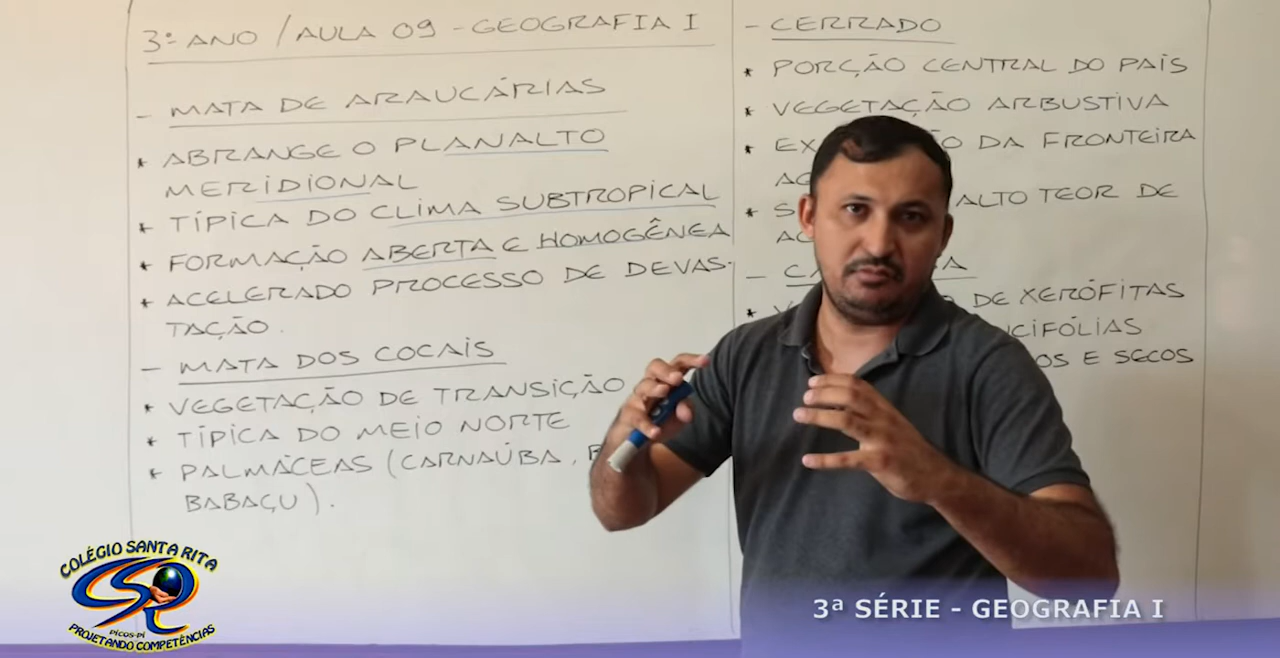 3º ANO / AULA 09 - GEOGRAFIA I
- MATA DE ARAUCÁRIAS
* ABRANGE O PLANALTO
MERIDIONAL
* TÍPICA DO CLIMA SUBTROPICAL
* FORMAÇÃO ABERTA E HOMOGÊNEA
* ACELERADO PROCESSO DE DEVAS-
TAÇÃO.
- MATA DOS COCAIS
* VEGETAÇÃO DE TRANSIÇÃO
* TÍPICA DO MEIO NORTE
* PALMÁCEAS (CARNAÚBA,
BABAÇU).
- CERRADO
* PORÇÃO CENTRAL DO PAÍS
* VEGETAÇÃO ARBUSTIVA
* DA FRONTEIRA
* ALTO TEOR DE
-
* DE XERÓFITAS
E SECOS
COLÉGIO SANTA RITA
CSR
PICOS-PI
PROJETANDO COMPETÊNCIAS
3ª SÉRIE - GEOGRAFIA I